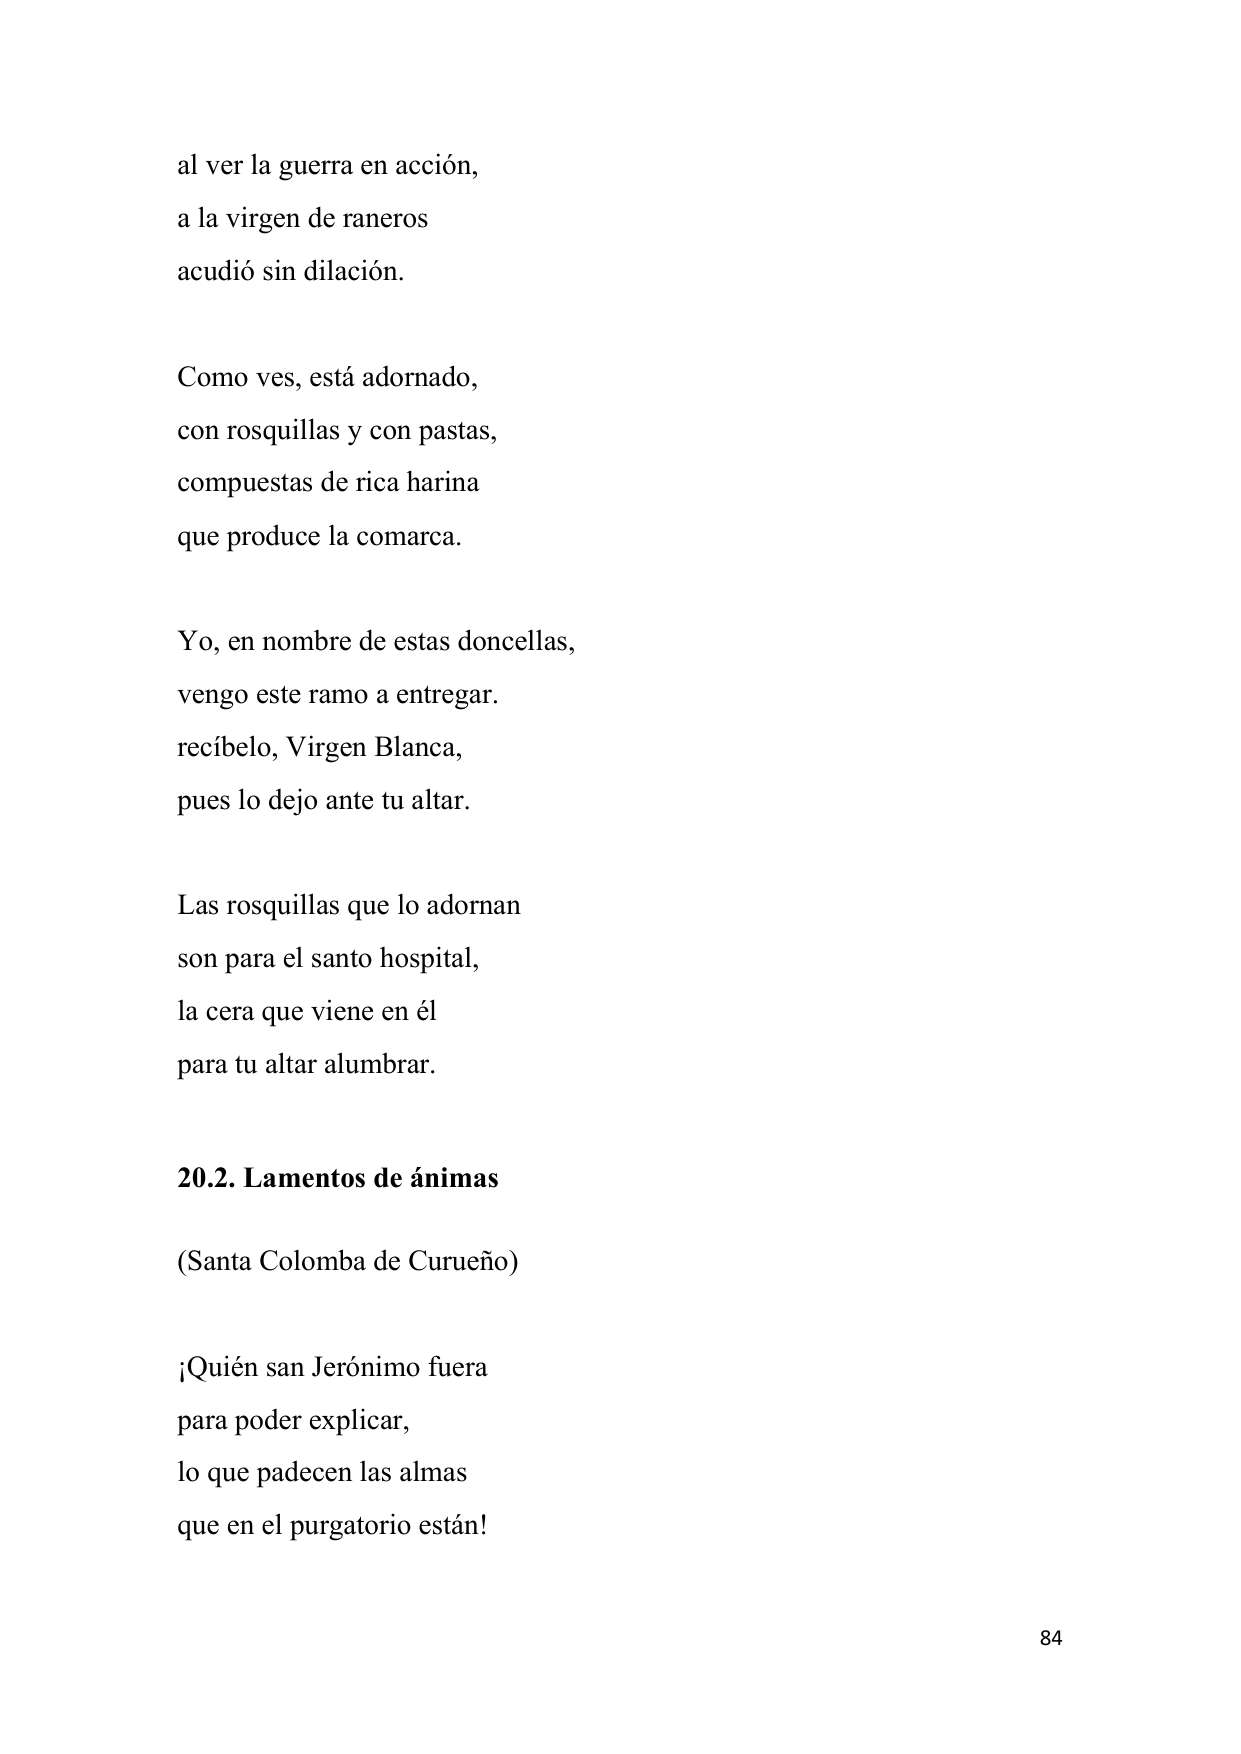 al ver la guerra en acción,
a la virgen de raneros
acudió sin dilación.
Como ves, está adornado,
con rosquillas y con pastas,
compuestas de rica harina
que produce la comarca.
Yo, en nombre de estas doncellas,
vengo este ramo a entregar.
recíbelo, Virgen Blanca,
pues lo dejo ante tu altar.
Las rosquillas que lo adornan
son para el santo hospital,
la cera que viene en él
para tu altar alumbrar.
20.2. Lamentos de ánimas
(Santa Colomba de Curueño)
¡Quién san Jerónimo fuera
para poder explicar,
lo que padecen las almas
que en el purgatorio están!
84